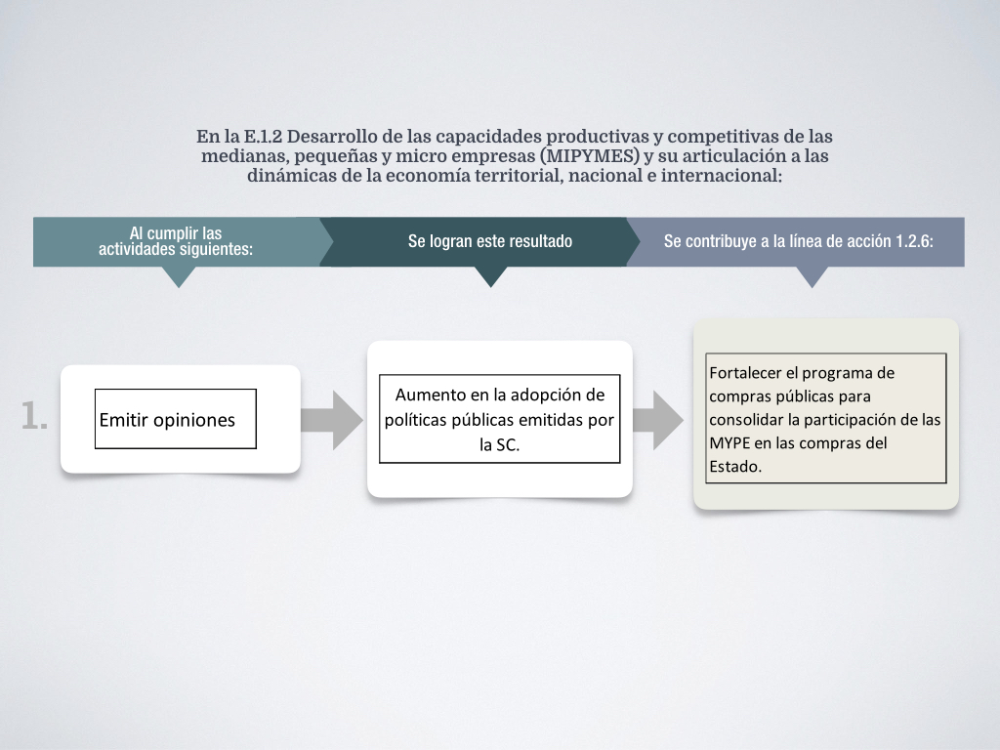 En la E.1.2 Desarrollo de las capacidades productivas y competitivas de las
medianas, pequeñas y micro empresas (MIPYMES) y su articulación a las
dinámicas de la economía territorial, nacional e internacional:
Al cumplir las
actividades siguientes:
Se logran este resultado
Se contribuye a la línea de acción 1.2.6:
1.
Emitir opiniones
Aumento en la adopción de
políticas públicas emitidas por
la SC.
Fortalecer el programa de
compras públicas para
consolidar la participación de las
MYPE en las compras del
Estado.